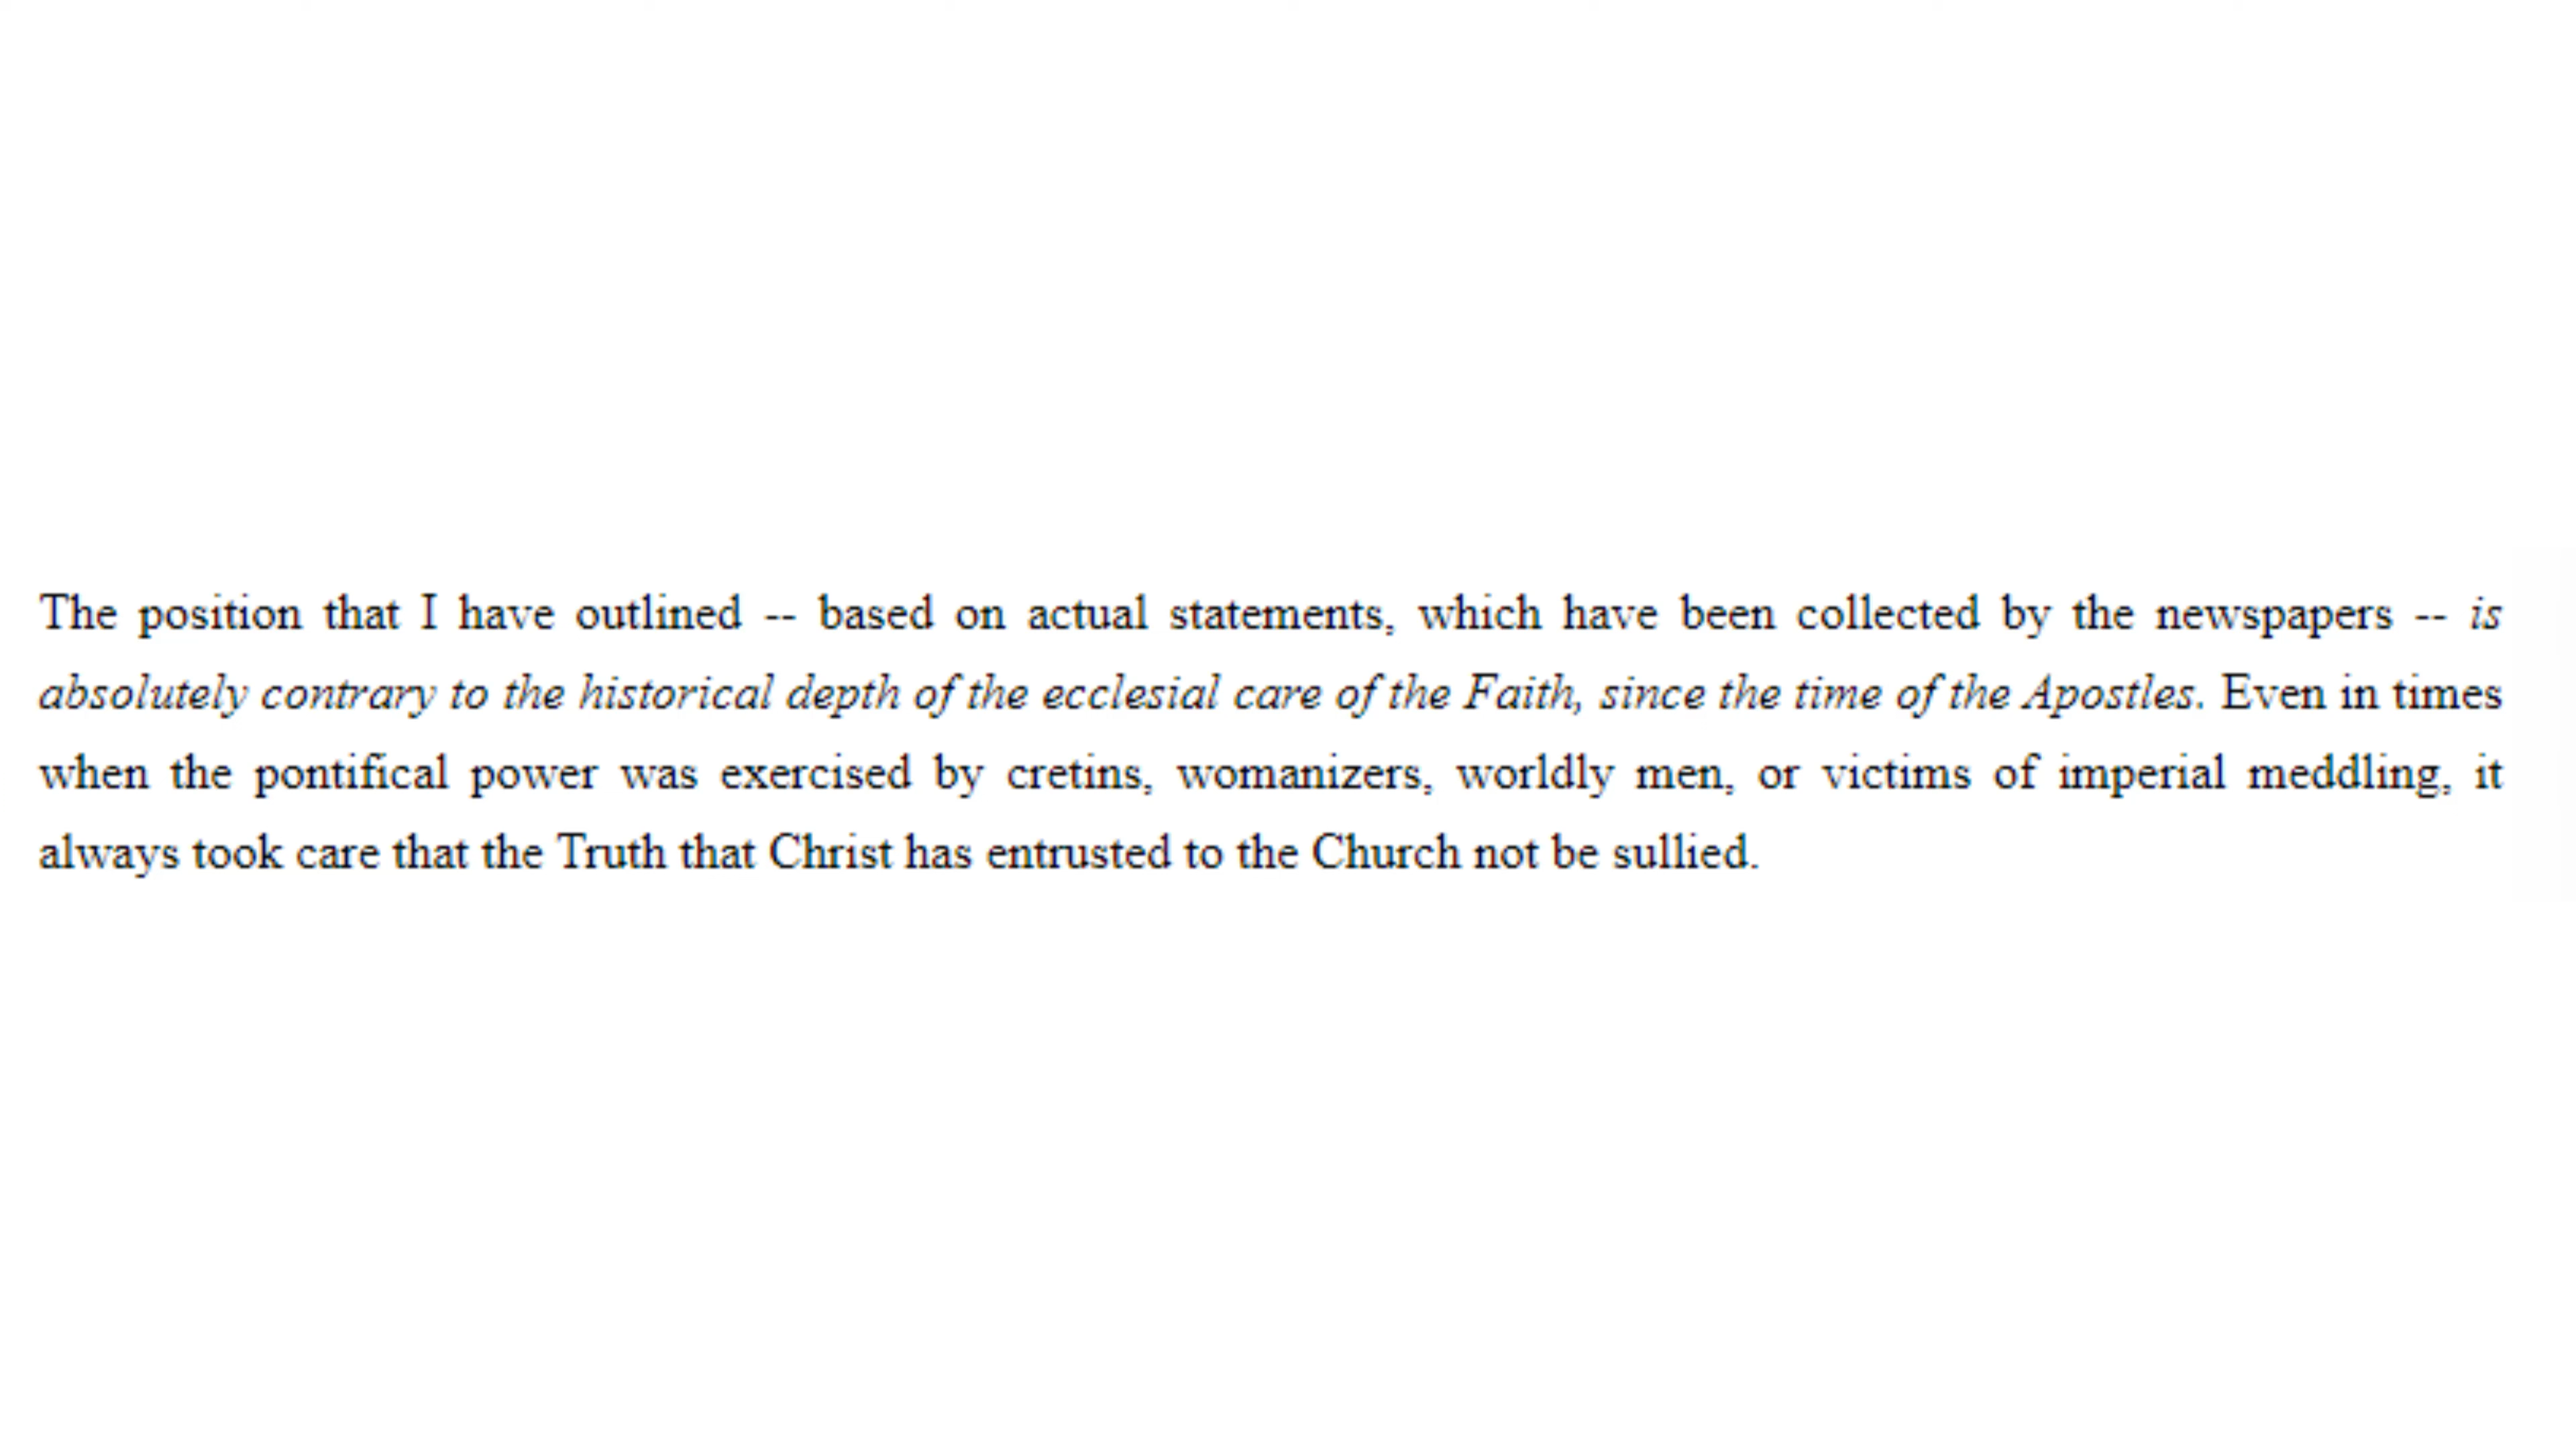 The position that I have outlined -- based on actual statements, which have been collected by the newspapers -- is
absolutely contrary to the historical depth of the ecclesial care of the Faith, since the time of the Apostles. Even in times
when the pontifical power was exercised by cretins, womanizers, worldly men, or victims of imperial meddling, it
always took care that the Truth that Christ has entrusted to the Church not be sullied.